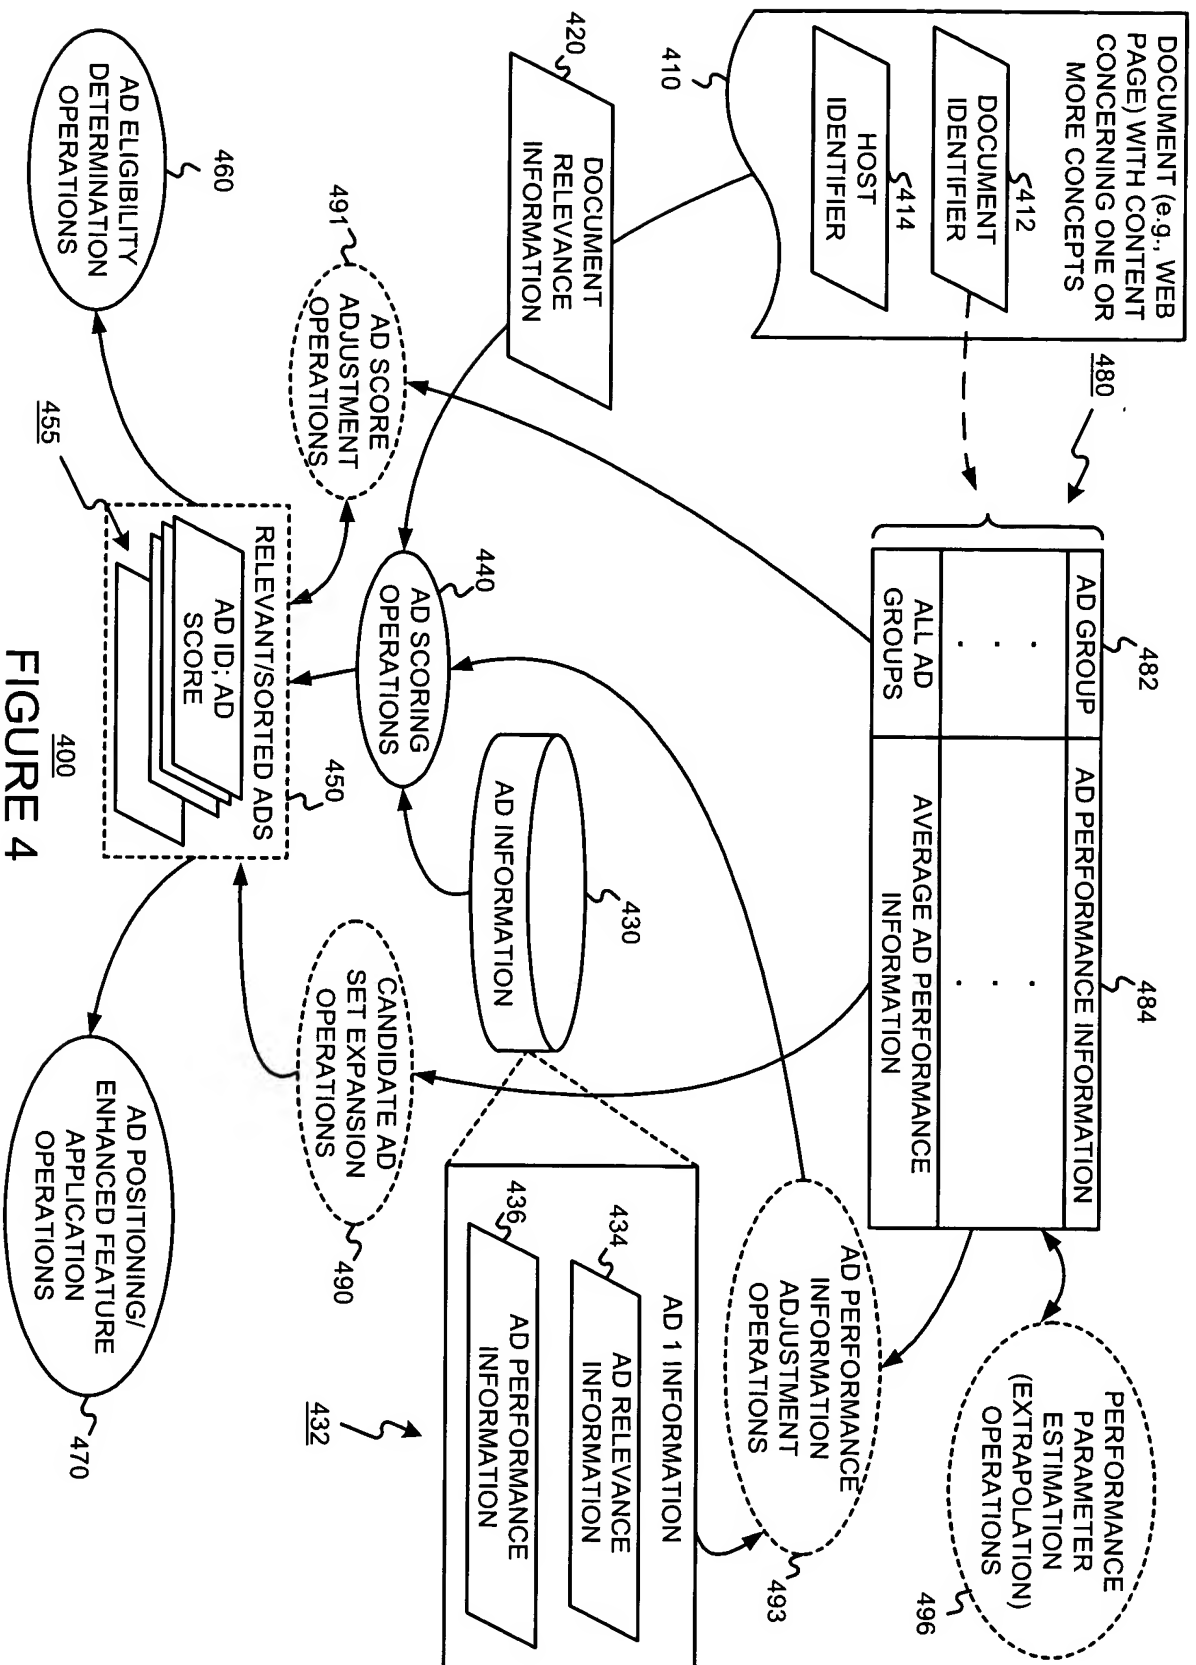 DOCUMENT (e.g., WEB
PAGE) WITH CONTENT
CONCERNING ONE OR
MORE CONCEPTS
412
DOCUMENT
IDENTIFIER
414
HOST
IDENTIFIER
410
480
482
484
AD GROUP
AD PERFORMANCE INFORMATION
. . .
. . .
ALL AD
GROUPS
AVERAGE AD PERFORMANCE
INFORMATION
PERFORMANCE
PARAMETER
ESTIMATION
(EXTRAPOLATION)
OPERATIONS
496
420
DOCUMENT
RELEVANCE
INFORMATION
430
AD INFORMATION
AD PERFORMANCE
INFORMATION
ADJUSTMENT
OPERATIONS
493
AD 1 INFORMATION
434
AD RELEVANCE
INFORMATION
436
AD PERFORMANCE
INFORMATION
432
440
AD SCORING
OPERATIONS
491
AD SCORE
ADJUSTMENT
OPERATIONS
CANDIDATE AD
SET EXPANSION
OPERATIONS
490
450
RELEVANT/SORTED ADS
AD ID; AD
SCORE
455
460
AD ELIGIBILITY
DETERMINATION
OPERATIONS
AD POSITIONING/
ENHANCED FEATURE
APPLICATION
OPERATIONS
470
400
FIGURE 4